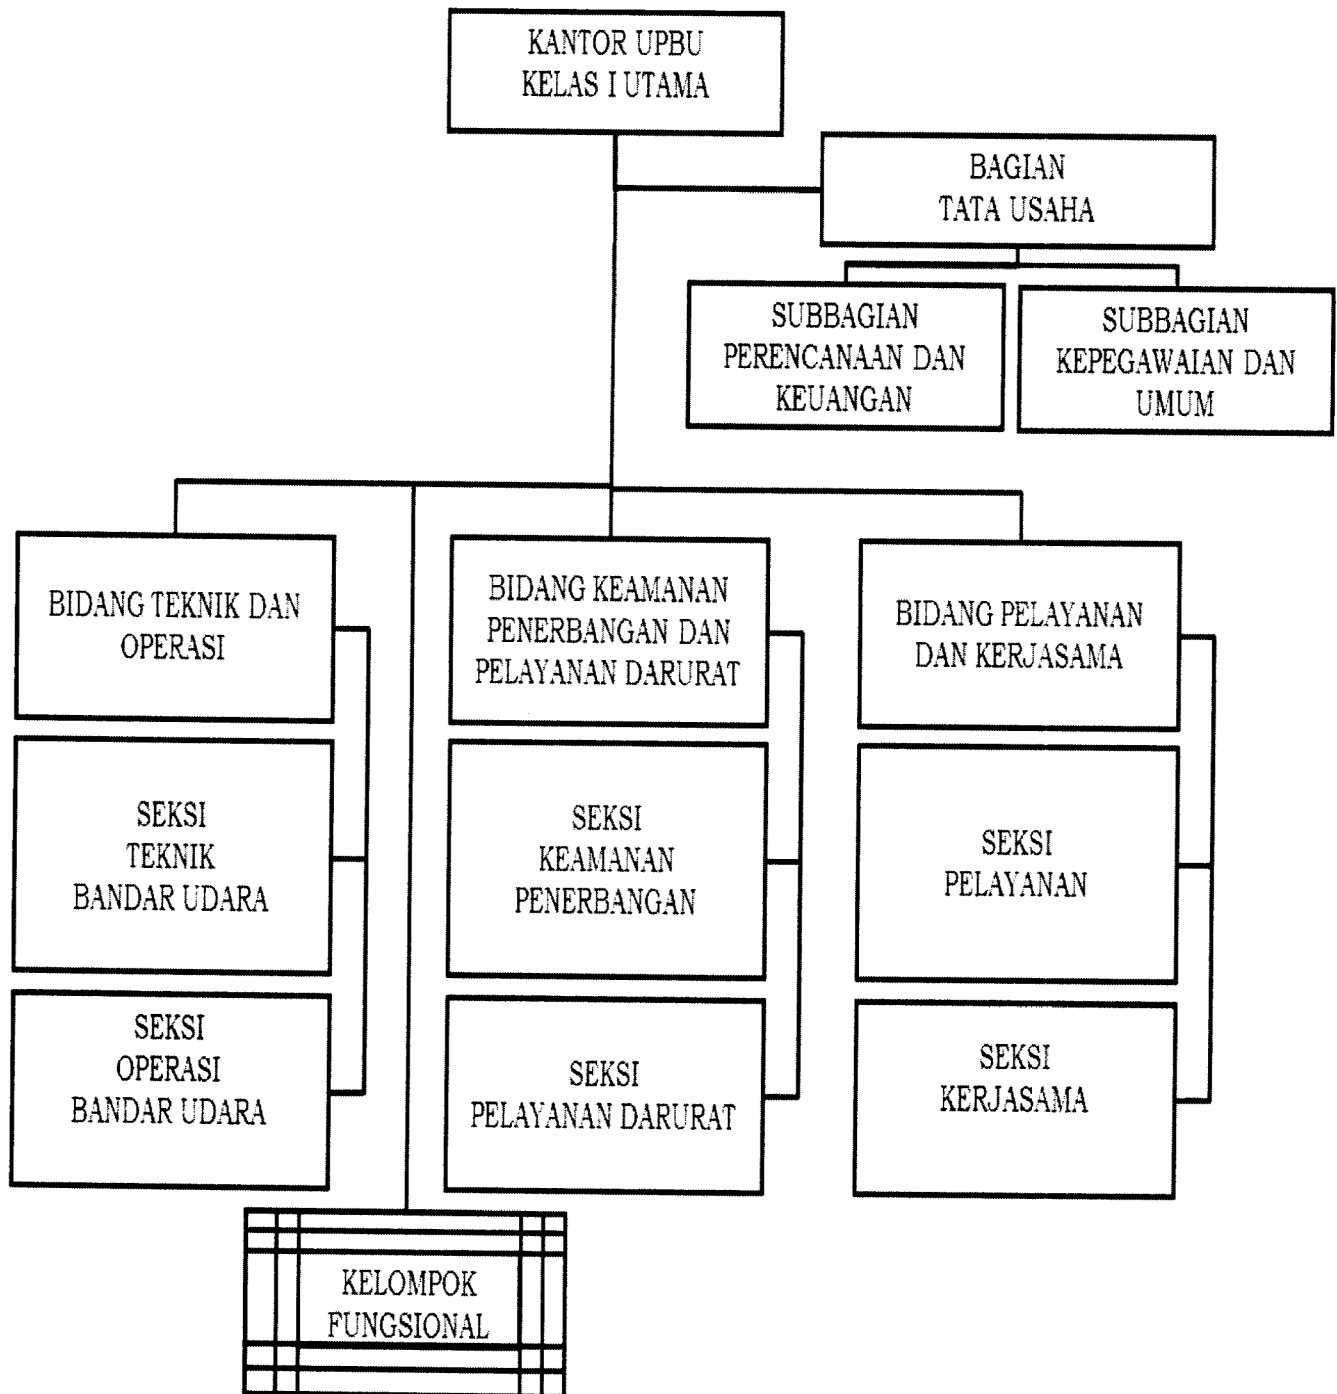 KANTOR UPBU
KELAS I UTAMA
BAGIAN
TATA USAHA
SUBBAGIAN
PERENCANAAN DAN
KEUANGAN
SUBBAGIAN
KEPEGAWAIAN DAN
UMUM
BIDANG TEKNIK DAN
OPERASI
BIDANG KEAMANAN
PENERBANGAN DAN
PELAYANAN DARURAT
BIDANG PELAYANAN
DAN KERJASAMA
SEKSI
TEKNIK
BANDAR UDARA
SEKSI
KEAMANAN
PENERBANGAN
SEKSI
PELAYANAN
SEKSI
OPERASI
BANDAR UDARA
SEKSI
PELAYANAN DARURAT
SEKSI
KERJASAMA
KELOMPOK
FUNGSIONAL